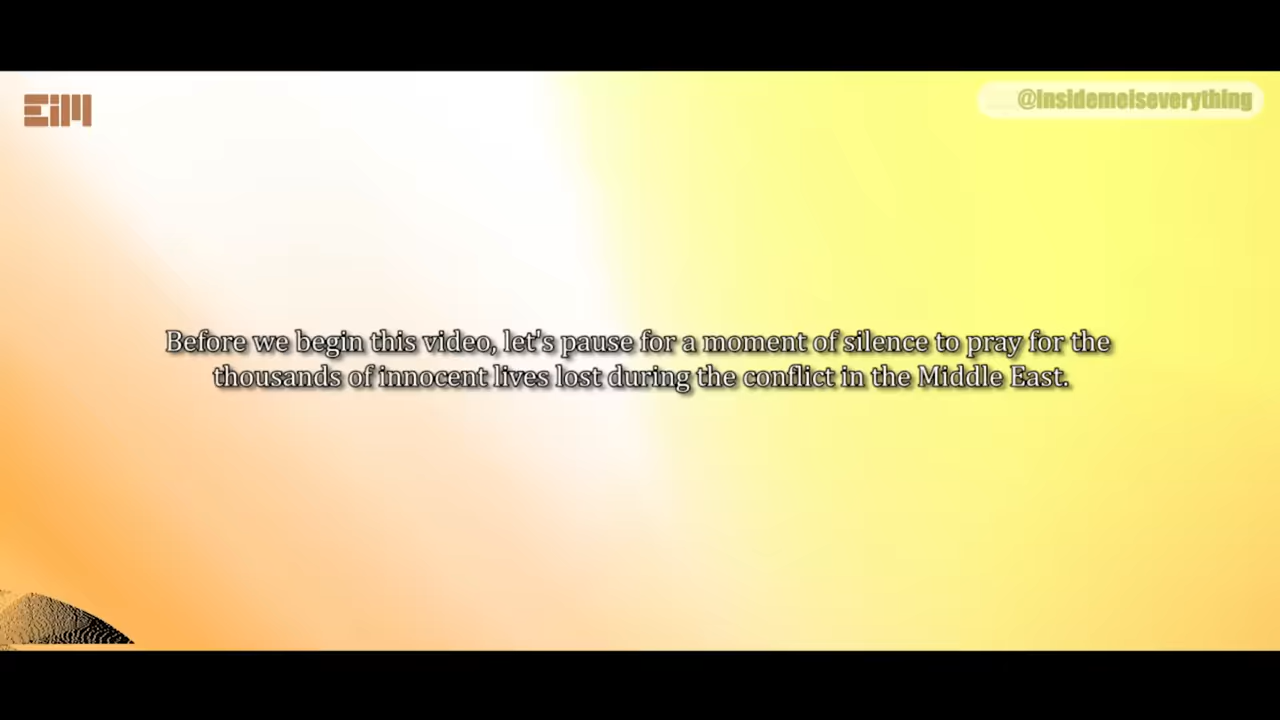 EiM
@insidemeiseverything
Before we begin this video, let's pause for a moment of silence to pray for the
thousands of innocent lives lost during the conflict in the Middle East.